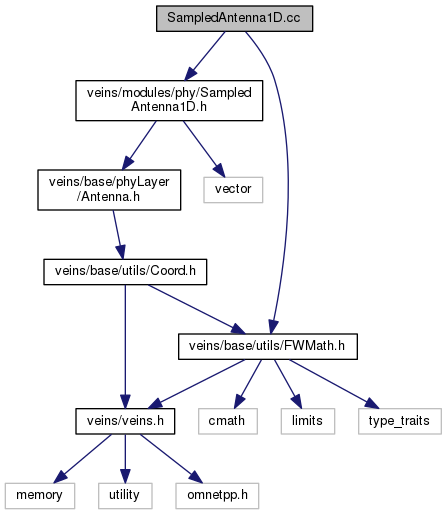 SampledAntenna1D.cc
veins/modules/phy/Sampled
Antenna1D.h
veins/base/phyLayer
/Antenna.h
vector
veins/base/utils/Coord.h
veins/base/utils/FWMath.h
veins/veins.h
cmath
limits
type_traits
memory
utility
omnetpp.h